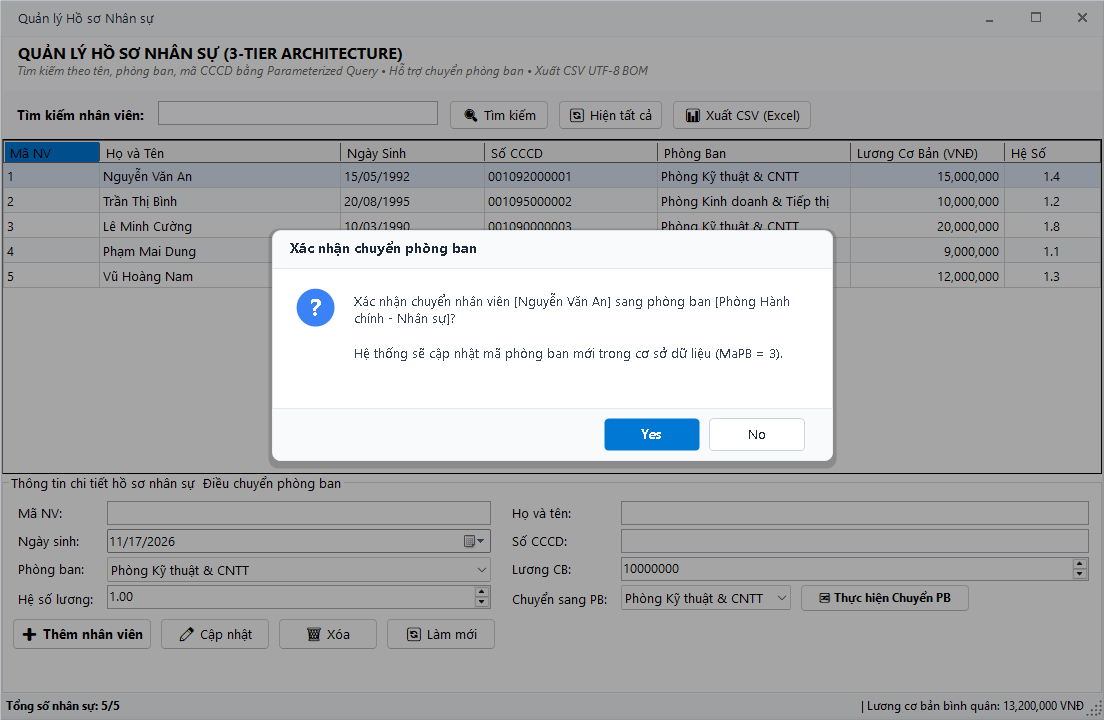 Quản lý Hồ sơ Nhân sự
QUẢN LÝ HỒ SƠ NHÂN SỰ (3-TIER ARCHITECTURE)
Tìm kiếm theo tên, phòng ban, mã CCCD bằng Parameterized Query • Hỗ trợ chuyển phòng ban • Xuất CSV UTF-8 BOM
Tìm kiếm nhân viên: Tìm kiếm Hiện tất cả Xuất CSV (Excel)
Mã NV Họ và Tên Ngày Sinh Số CCCD Phòng Ban Lương Cơ Bản (VNĐ) Hệ Số
1 Nguyễn Văn An 15/05/1992 001092000001 Phòng Kỹ thuật & CNTT 15,000,000 1.4
2 Trần Thị Bình 20/08/1995 001095000002 Phòng Kinh doanh & Tiếp thị 10,000,000 1.2
3 Lê Minh Cường 10/03/1990 001090000003 Phòng Kỹ thuật & CNTT 20,000,000 1.8
4 Phạm Mai Dung 9,000,000 1.1
5 Vũ Hoàng Nam 12,000,000 1.3
Xác nhận chuyển phòng ban
?
Xác nhận chuyển nhân viên [Nguyễn Văn An] sang phòng ban [Phòng Hành
chính - Nhân sự]?
Hệ thống sẽ cập nhật mã phòng ban mới trong cơ sở dữ liệu (MaPB = 3).
Yes No
Thông tin chi tiết hồ sơ nhân sự Điều chuyển phòng ban
Mã NV: Họ và tên:
Ngày sinh: 11/17/2026 Số CCCD:
Phòng ban: Phòng Kỹ thuật & CNTT Lương CB: 10000000
Hệ số lương: 1.00 Chuyển sang PB: Phòng Kỹ thuật & CNTT Thực hiện Chuyển PB
Thêm nhân viên Cập nhật Xóa Làm mới
Tổng số nhân sự: 5/5 | Lương cơ bản bình quân: 13,200,000 VNĐ